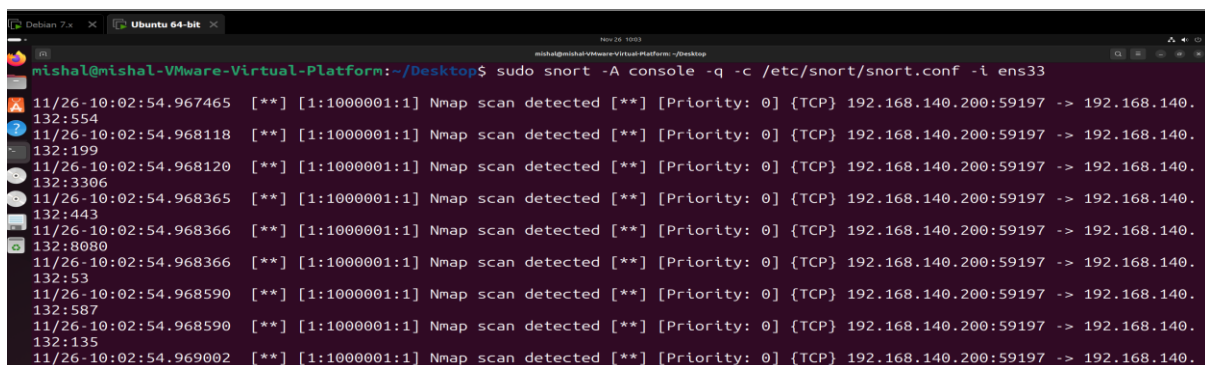 Debian 7.x
Ubuntu 64-bit
Nov 26 10:03
mishal@mishal-VMware-Virtual-Platform: ~/Desktop
mishal@mishal-VMware-Virtual-Platform:~/Desktop$ sudo snort -A console -q -c /etc/snort/snort.conf -i ens33
11/26-10:02:54.967465  [**] [1:1000001:1] Nmap scan detected [**] [Priority: 0] {TCP} 192.168.140.200:59197 -> 192.168.140.
132:554
11/26-10:02:54.968118  [**] [1:1000001:1] Nmap scan detected [**] [Priority: 0] {TCP} 192.168.140.200:59197 -> 192.168.140.
132:199
11/26-10:02:54.968120  [**] [1:1000001:1] Nmap scan detected [**] [Priority: 0] {TCP} 192.168.140.200:59197 -> 192.168.140.
132:3306
11/26-10:02:54.968365  [**] [1:1000001:1] Nmap scan detected [**] [Priority: 0] {TCP} 192.168.140.200:59197 -> 192.168.140.
132:443
11/26-10:02:54.968366  [**] [1:1000001:1] Nmap scan detected [**] [Priority: 0] {TCP} 192.168.140.200:59197 -> 192.168.140.
132:8080
11/26-10:02:54.968366  [**] [1:1000001:1] Nmap scan detected [**] [Priority: 0] {TCP} 192.168.140.200:59197 -> 192.168.140.
132:53
11/26-10:02:54.968590  [**] [1:1000001:1] Nmap scan detected [**] [Priority: 0] {TCP} 192.168.140.200:59197 -> 192.168.140.
132:587
11/26-10:02:54.968590  [**] [1:1000001:1] Nmap scan detected [**] [Priority: 0] {TCP} 192.168.140.200:59197 -> 192.168.140.
132:135
11/26-10:02:54.969002  [**] [1:1000001:1] Nmap scan detected [**] [Priority: 0] {TCP} 192.168.140.200:59197 -> 192.168.140.